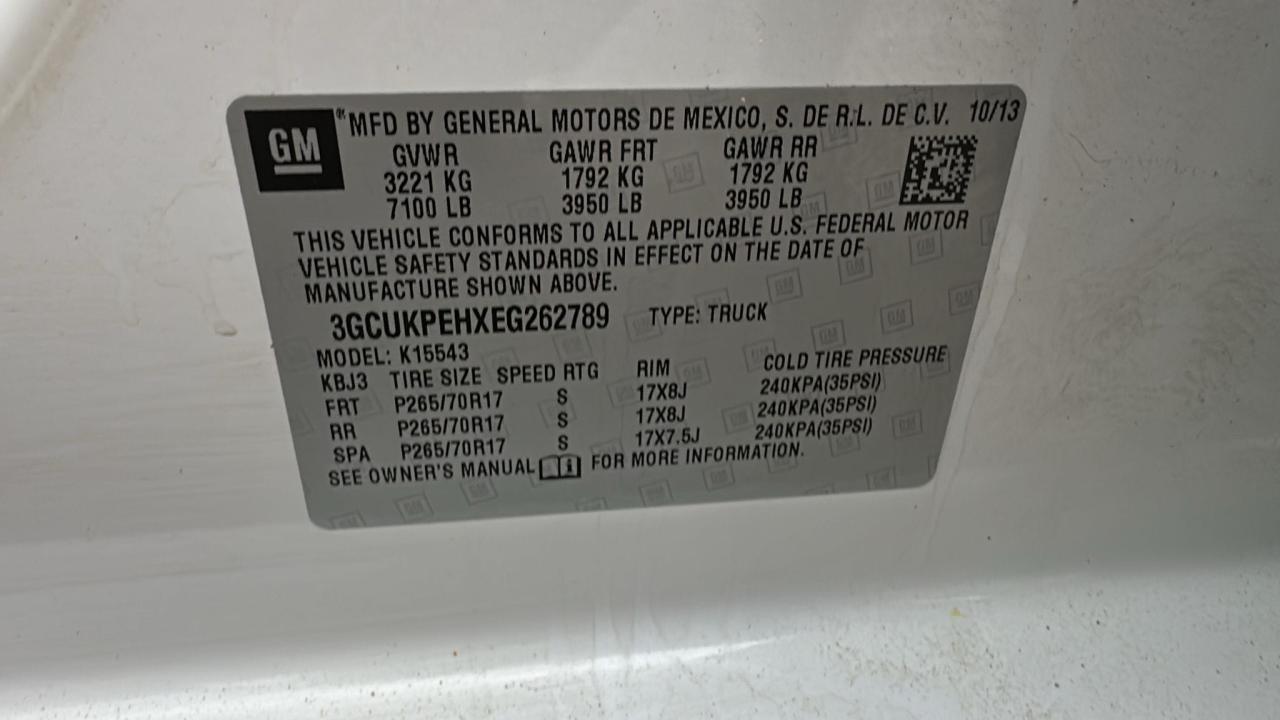 GM
® MFD BY GENERAL MOTORS DE MEXICO, S. DE R.L. DE C.V. 10/13
GVWR GAWR FRT GAWR RR
3221 KG 1792 KG 1792 KG
7100 LB 3950 LB 3950 LB
THIS VEHICLE CONFORMS TO ALL APPLICABLE U.S. FEDERAL MOTOR
VEHICLE SAFETY STANDARDS IN EFFECT ON THE DATE OF
MANUFACTURE SHOWN ABOVE.
3GCUKPEHXEG262789 TYPE: TRUCK
MODEL: K15543
KBJ3 TIRE SIZE SPEED RTG RIM COLD TIRE PRESSURE
FRT P265/70R17 S 17X8J 240KPA(35PSI)
RR P265/70R17 S 17X8J 240KPA(35PSI)
SPA P265/70R17 S 17X7.5J 240KPA(35PSI)
SEE OWNER'S MANUAL FOR MORE INFORMATION.